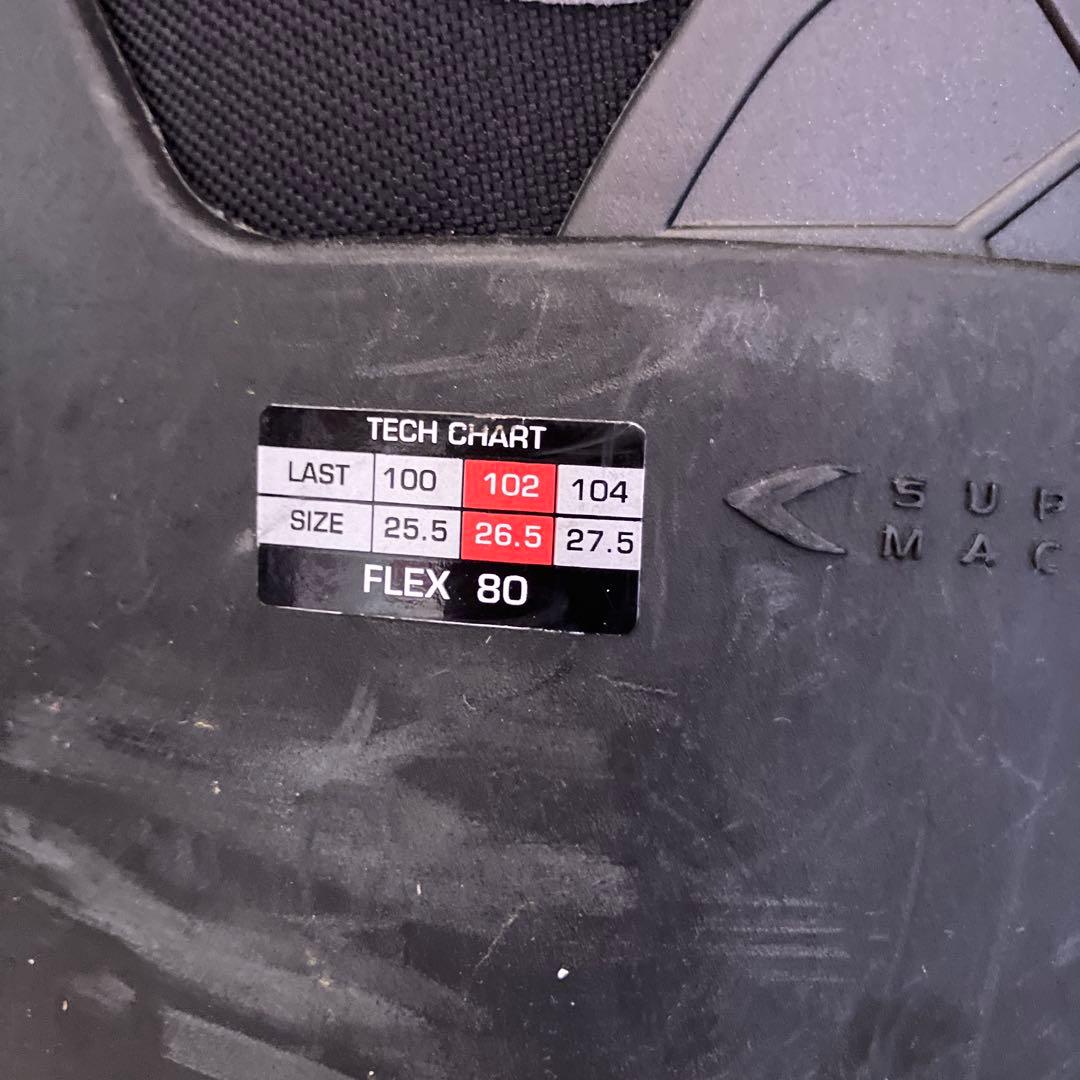 TECH CHART
LAST 100 102 104
SIZE 25.5 26.5 27.5
FLEX 80
SUP
MAC